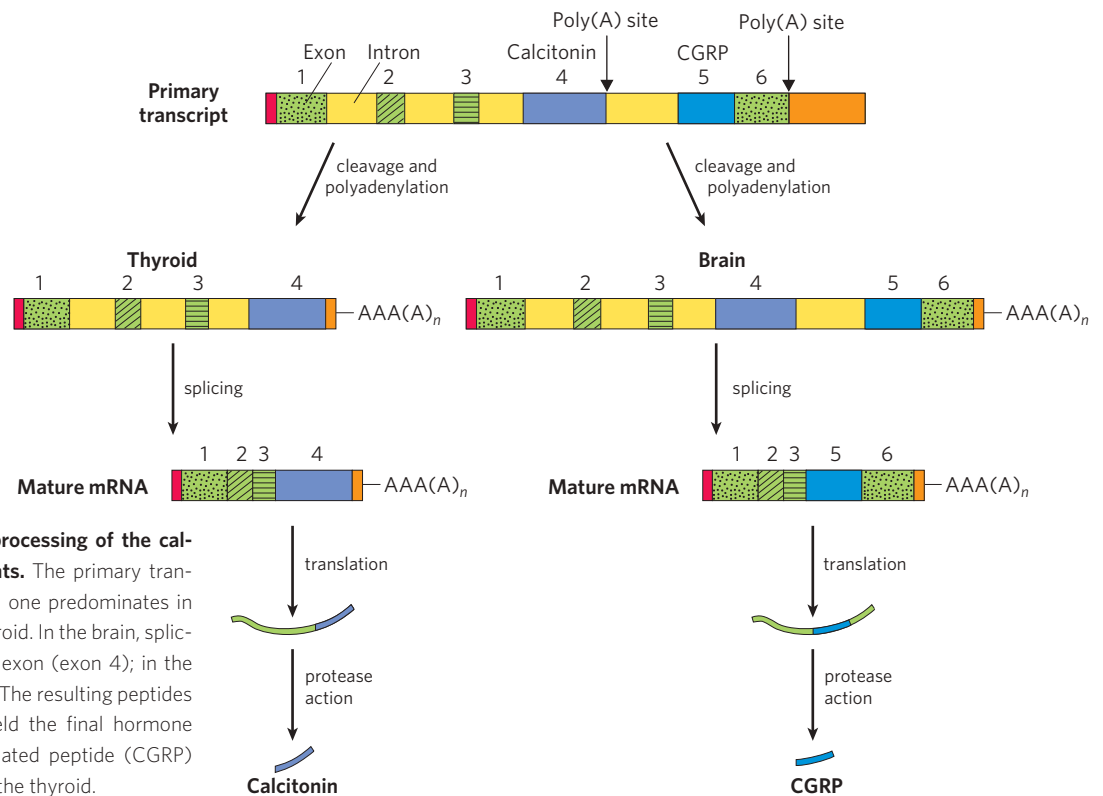 Poly(A) site
Poly(A) site
Exon Intron Calcitonin CGRP
1 2 3 4 5 6
Primary
transcript
cleavage and
polyadenylation
cleavage and
polyadenylation
Thyroid
1 2 3 4
AAA(A)n
Brain
1 2 3 4 5 6
AAA(A)n
splicing
splicing
1 2 3 4
Mature mRNA
AAA(A)n
1 2 3 5 6
Mature mRNA
AAA(A)n
processing of the cal-
ts. The primary tran-
one predominates in
roid. In the brain, splic-
exon (exon 4); in the
The resulting peptides
ld the final hormone
ated peptide (CGRP)
the thyroid.
translation
protease
action
Calcitonin
translation
protease
action
CGRP